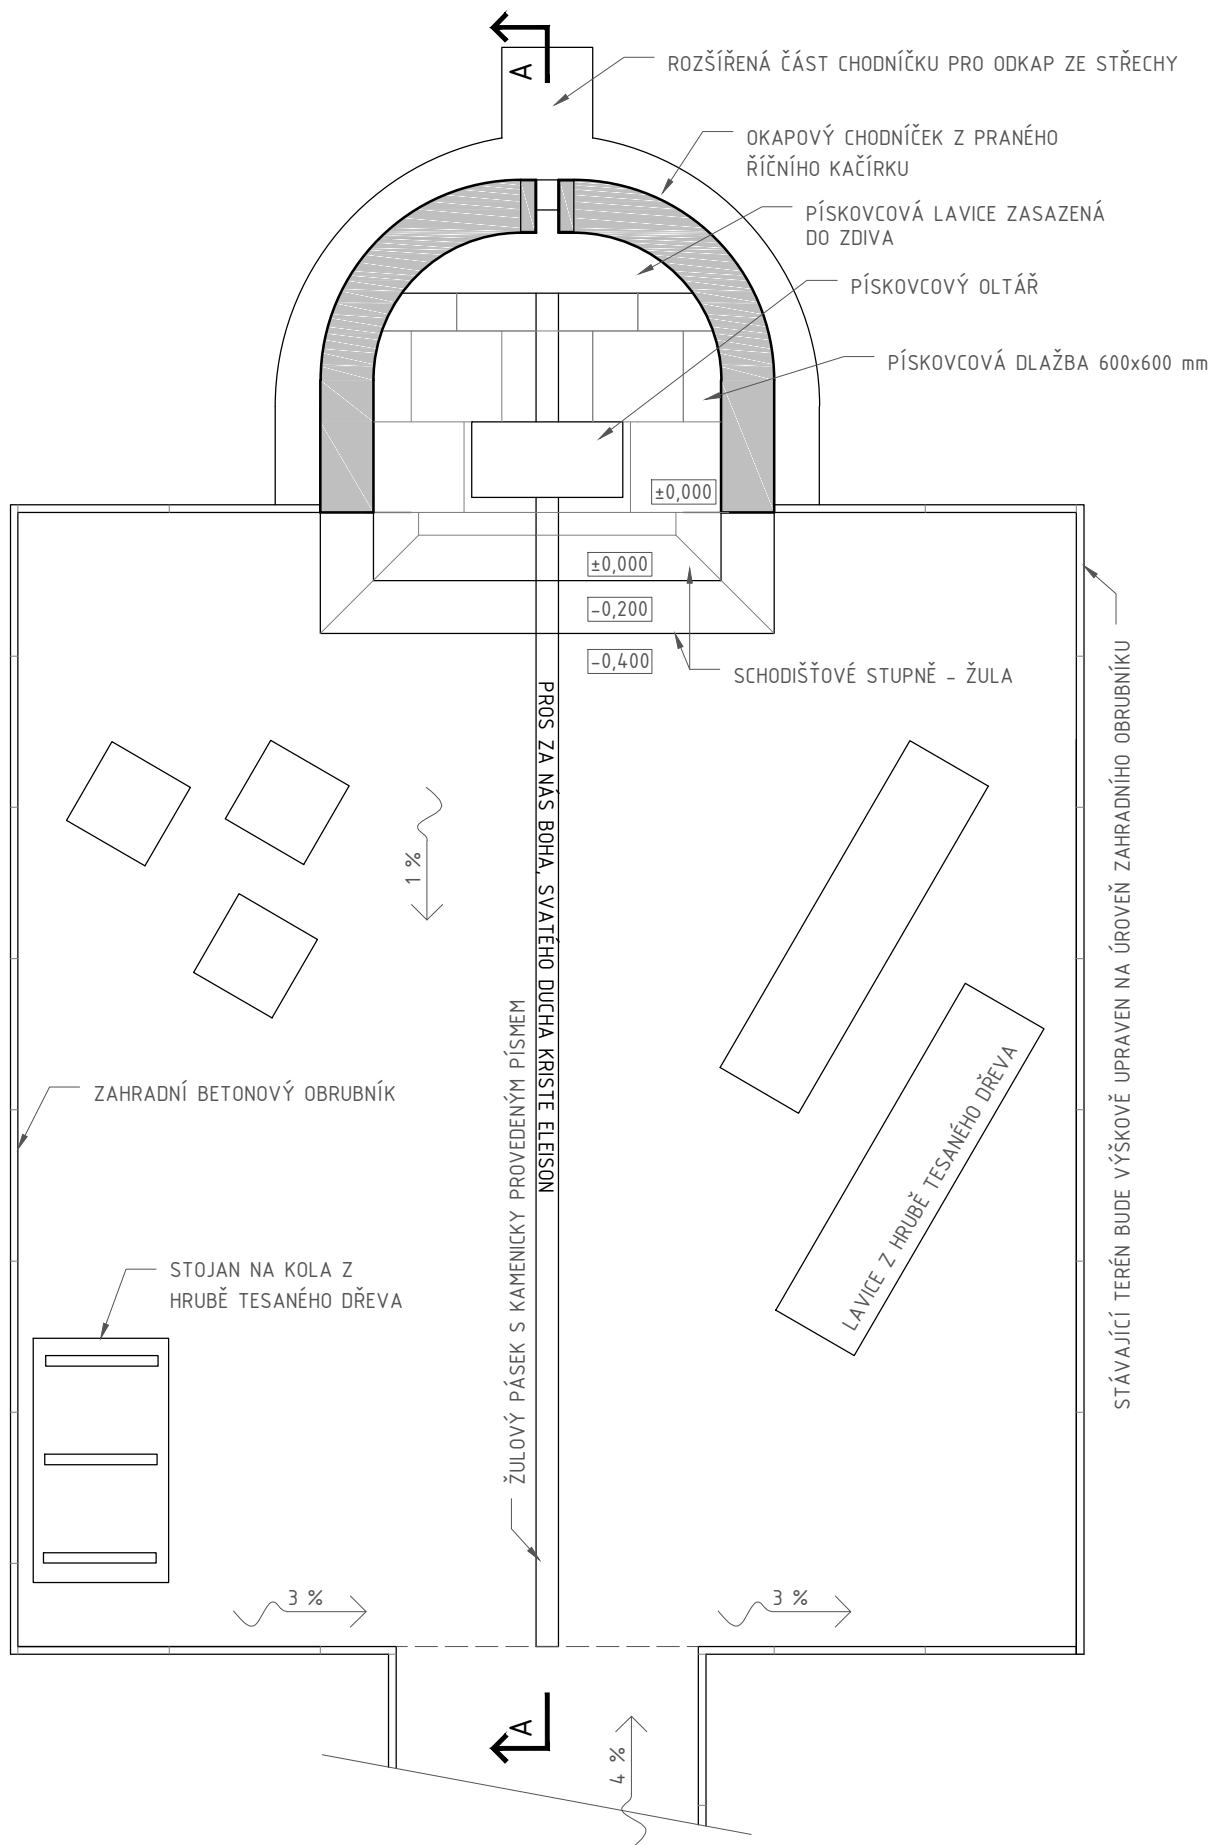 A
ROZŠÍŘENÁ ČÁST CHODNÍČKU PRO ODKAP ZE STŘECHY
OKAPOVÝ CHODNÍČEK Z PRANÉHO
ŘÍČNÍHO KAČÍRKU
PÍSKOVCOVÁ LAVICE ZASAZENÁ
DO ZDIVA
PÍSKOVCOVÝ OLTÁŘ
PÍSKOVCOVÁ DLAŽBA 600x600 mm
±0,000
±0,000
-0,200
-0,400
SCHODIŠŤOVÉ STUPNĚ - ŽULA
STÁVAJÍCÍ TERÉN BUDE VÝŠKOVĚ UPRAVEN NA ÚROVEŇ ZAHRADNÍHO OBRUBNÍKU
PROS ZA NÁS BOHA, SVATÉHO DUCHA KRISTE ELEISON
1 %
ŽULOVÝ PÁSEK S KAMENICKY PROVEDENÝM PÍSMEM
ZAHRADNÍ BETONOVÝ OBRUBNÍK
LAVICE Z HRUBĚ TESANÉHO DŘEVA
STOJAN NA KOLA Z
HRUBĚ TESANÉHO DŘEVA
3 %
3 %
A
4 %